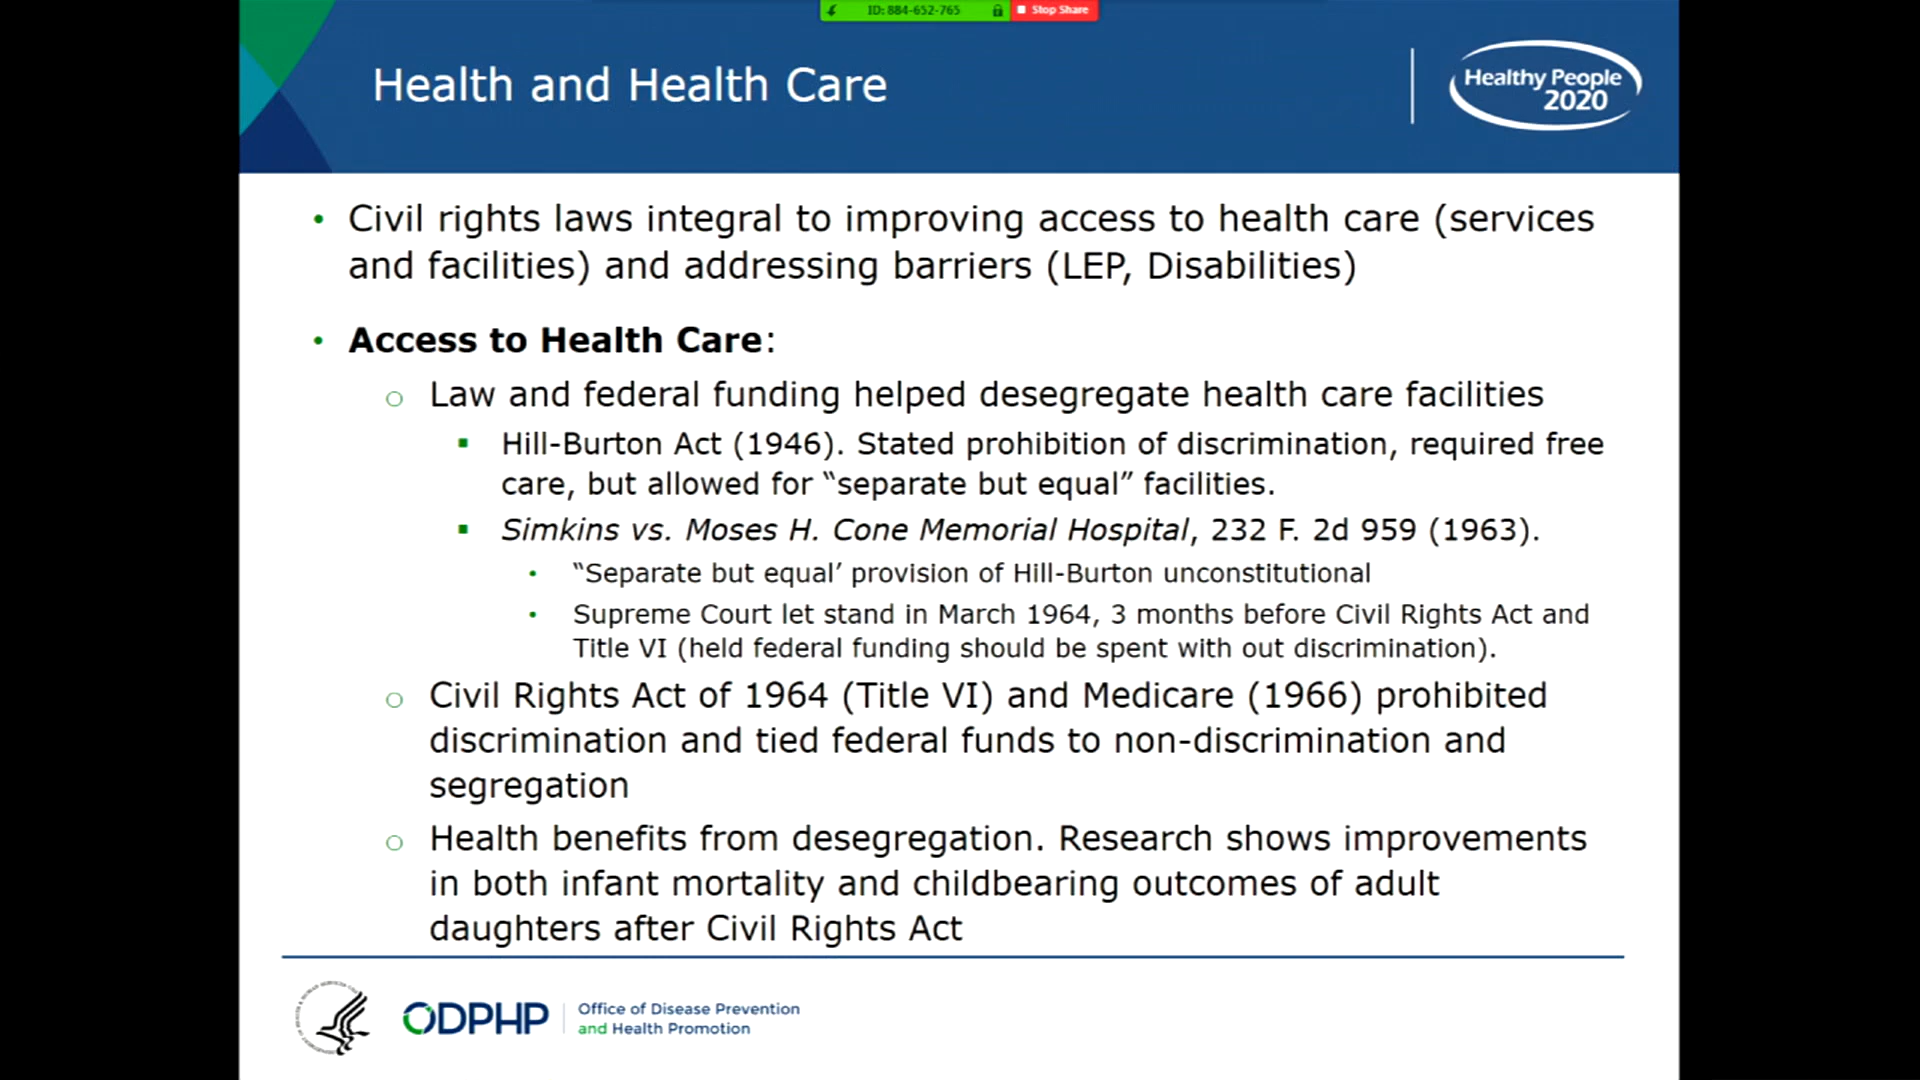 ID: 884-652-765
Stop Share
Health and Health Care
Healthy People
2020
• Civil rights laws integral to improving access to health care (services
and facilities) and addressing barriers (LEP, Disabilities)
• Access to Health Care:
o Law and federal funding helped desegregate health care facilities
▪ Hill-Burton Act (1946). Stated prohibition of discrimination, required free
care, but allowed for “separate but equal” facilities.
▪ Simkins vs. Moses H. Cone Memorial Hospital, 232 F. 2d 959 (1963).
• “Separate but equal’ provision of Hill-Burton unconstitutional
• Supreme Court let stand in March 1964, 3 months before Civil Rights Act and
Title VI (held federal funding should be spent with out discrimination).
o Civil Rights Act of 1964 (Title VI) and Medicare (1966) prohibited
discrimination and tied federal funds to non-discrimination and
segregation
o Health benefits from desegregation. Research shows improvements
in both infant mortality and childbearing outcomes of adult
daughters after Civil Rights Act
ODPHP
Office of Disease Prevention
and Health Promotion